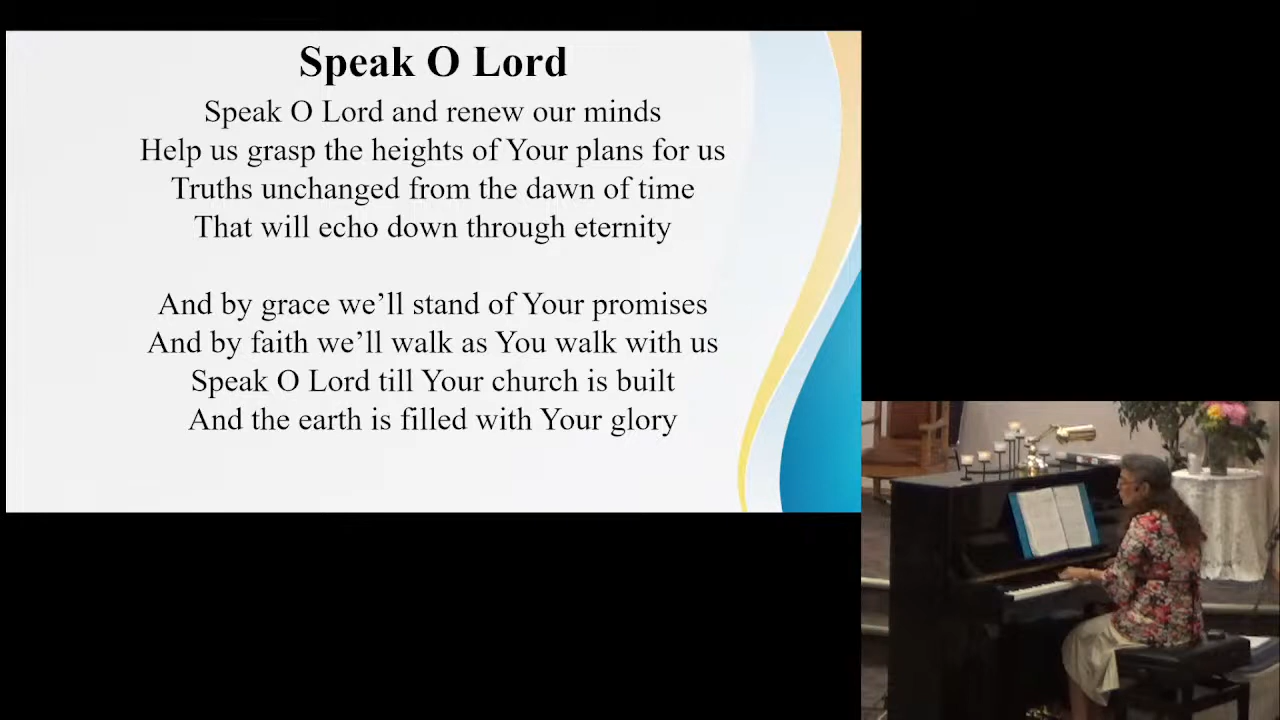 Speak O Lord
Speak O Lord and renew our minds
Help us grasp the heights of Your plans for us
Truths unchanged from the dawn of time
That will echo down through eternity
And by grace we’ll stand of Your promises
And by faith we’ll walk as You walk with us
Speak O Lord till Your church is built
And the earth is filled with Your glory